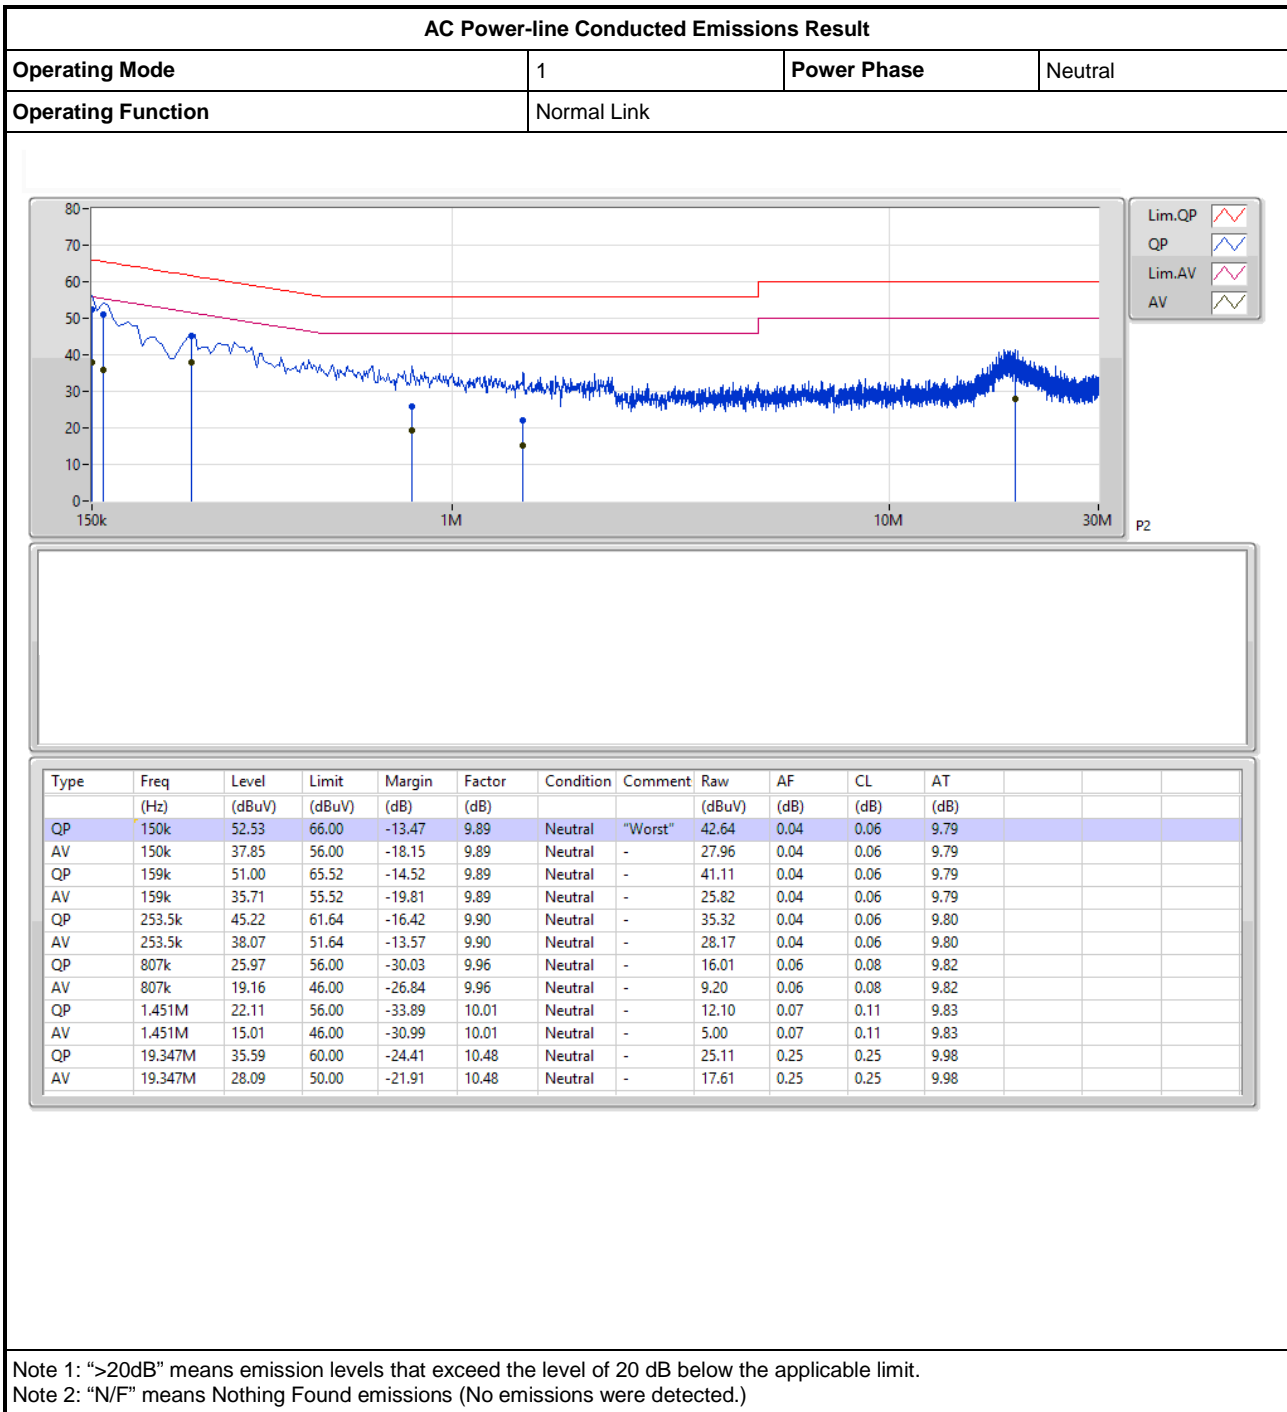 AC Power-line Conducted Emissions Result
Operating Mode 1 Power Phase Neutral
Operating Function Normal Link
80
70
60
50
40
30
20
10
0
150k 1M 10M 30M
P2
Lim.QP
QP
Lim.AV
AV
Type Freq Level Limit Margin Factor Condition Comment Raw AF CL AT
(Hz) (dBuV) (dBuV) (dB) (dB) (dBuV) (dB) (dB) (dB)
QP 150k 52.53 66.00 -13.47 9.89 Neutral "Worst" 42.64 0.04 0.06 9.79
AV 150k 37.85 56.00 -18.15 9.89 Neutral - 27.96 0.04 0.06 9.79
QP 159k 51.00 65.52 -14.52 9.89 Neutral - 41.11 0.04 0.06 9.79
AV 159k 35.71 55.52 -19.81 9.89 Neutral - 25.82 0.04 0.06 9.79
QP 253.5k 45.22 61.64 -16.42 9.90 Neutral - 35.32 0.04 0.06 9.80
AV 253.5k 38.07 51.64 -13.57 9.90 Neutral - 28.17 0.04 0.06 9.80
QP 807k 25.97 56.00 -30.03 9.96 Neutral - 16.01 0.06 0.08 9.82
AV 807k 19.16 46.00 -26.84 9.96 Neutral - 9.20 0.06 0.08 9.82
QP 1.451M 22.11 56.00 -33.89 10.01 Neutral - 12.10 0.07 0.11 9.83
AV 1.451M 15.01 46.00 -30.99 10.01 Neutral - 5.00 0.07 0.11 9.83
QP 19.347M 35.59 60.00 -24.41 10.48 Neutral - 25.11 0.25 0.25 9.98
AV 19.347M 28.09 50.00 -21.91 10.48 Neutral - 17.61 0.25 0.25 9.98
Note 1: “>20dB” means emission levels that exceed the level of 20 dB below the applicable limit.
Note 2: “N/F” means Nothing Found emissions (No emissions were detected.)